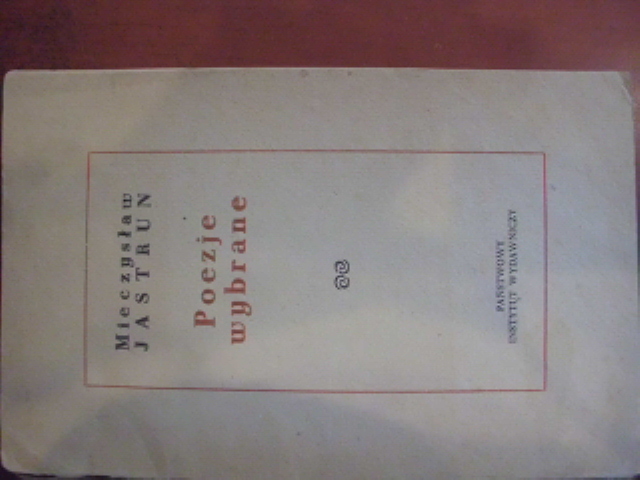 Mieczysław
JASTRUN
Poezje
wybrane
PAŃSTWOWY
INSTYTUT WYDAWNICZY